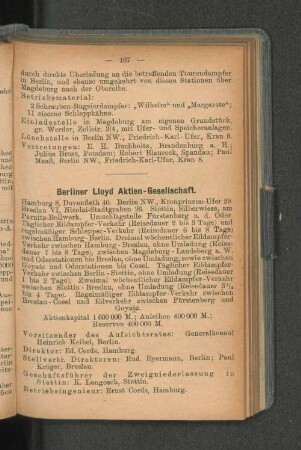 — 167 —
durch direkte Überladung an die betreffenden Tourendampfer
in Berlin, und ebenso umgekehrt von diesen Stationen über
Magdeburg nach der Oberelbe.
Betriebsmaterial:
2 Schrauben-Bugsierdampfer: „Wilhelm" und „Margarete";
11 eiserne Schleppkähne.
Einladestelle in Magdeburg am eigenen Grundstück,
gr. Werder, Zollstr. 3/4, mit Ufer- und Speicheranlagen.
Löschstelle in Berlin NW., Friedrich-Karl-Ufer, Kran 8.
Vertretungen: E. H. Buchholtz, Brandenburg a. H.;
Julius Bruss, Potsdam; Robert Blaurock, Spandau; Paul
Maaß, Berlin NW., Friedrich-Karl-Ufer, Kran 8.
Berliner Lloyd Aktien-Gesellschaft.
Hamburg 8, Dovenfleth 40. Berlin NW., Kronprinzen-Ufer 29.
Breslau VI, Nicolai-Stadtgraben 26. Stettin, Silberwiese, am
Parnitz-Bollwerk. Umschlagstelle Fürstenberg a. d. Oder.
Täglicher Eildampfer-Verkehr (Reisedauer 2 bis 3 Tage) und
regelmäßiger Schlepper-Verkehr (Reisedauer 6 bis 8 Tage)
zwischen Hamburg-Berlin. Dreimal wöchentlicher Eildampfer-
Verkehr zwischen Hamburg-Breslau, ohne Umladung (Reise-
dauer 7 bis 8 Tage), zwischen Magdeburg-Landsberg a. W.
und Oderstationen bis Breslau, ohne Umladung, sowie zwischen
Stettin und Oderstationen bis Breslau. Täglicher Eildampfer-
Verkehr zwischen Berlin-Stettin, ohne Umladung (Reisedauer
1 bis 2 Tage): Zweimal wöchentlicher Eildampfer-Verkehr
zwischen Stettin-Breslau, ohne Umladung (Reisedauer 3½
bis 4 Tage). Regelmäßiger Eildampfer-Verkehr zwischen
Breslau-Cosel und Eilverkehr zwischen Fürstenberg und
Goyatz.
Aktienkapital 1 600 000 M.; Anleihen 400 000 M.;
Reserven 400 000 M.
Vorsitzender des Aufsichtsrates: Generalkonsul
Heinrich Keibel, Berlin.
Direktor: Ed. Cords, Hamburg.
Stellvertr. Direktoren: Rud. Eyermann, Berlin; Paul
Krüger, Breslau.
Geschäftsführer der Zweigniederlassung in
Stettin: K. Langosch, Stettin.
Betriebsingenieur: Ernst Cords, Hamburg.